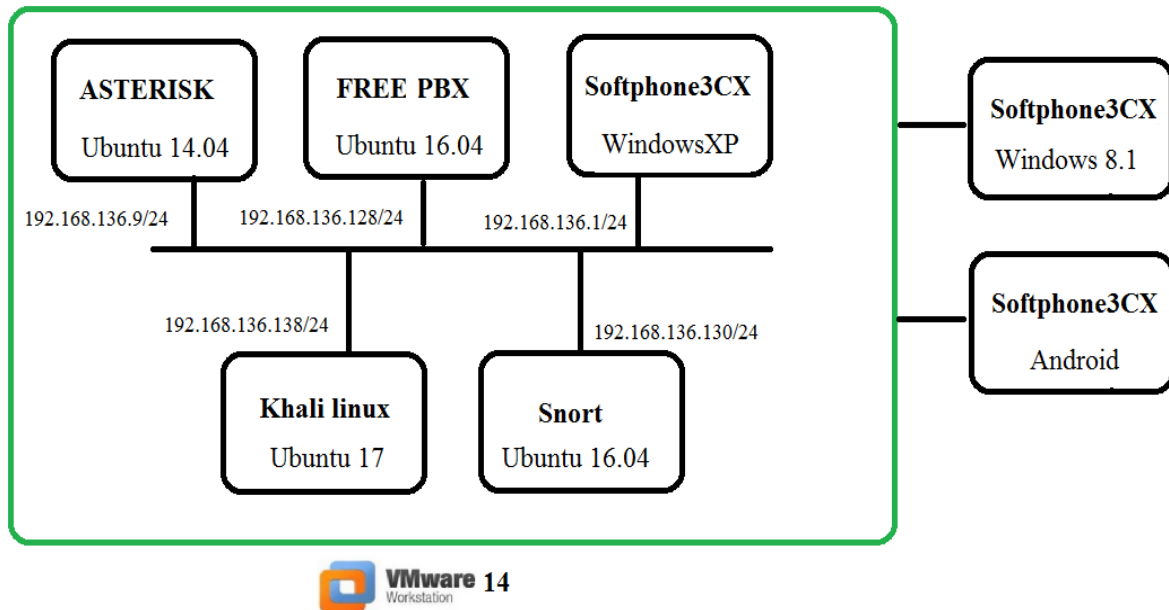 ASTERISK
Ubuntu 14.04
FREE PBX
Ubuntu 16.04
Softphone3CX
WindowsXP
Softphone3CX
Windows 8.1
192.168.136.9/24
192.168.136.128/24
192.168.136.1/24
Softphone3CX
Android
192.168.136.138/24
192.168.136.130/24
Khali linux
Ubuntu 17
Snort
Ubuntu 16.04
VMware 14
Workstation